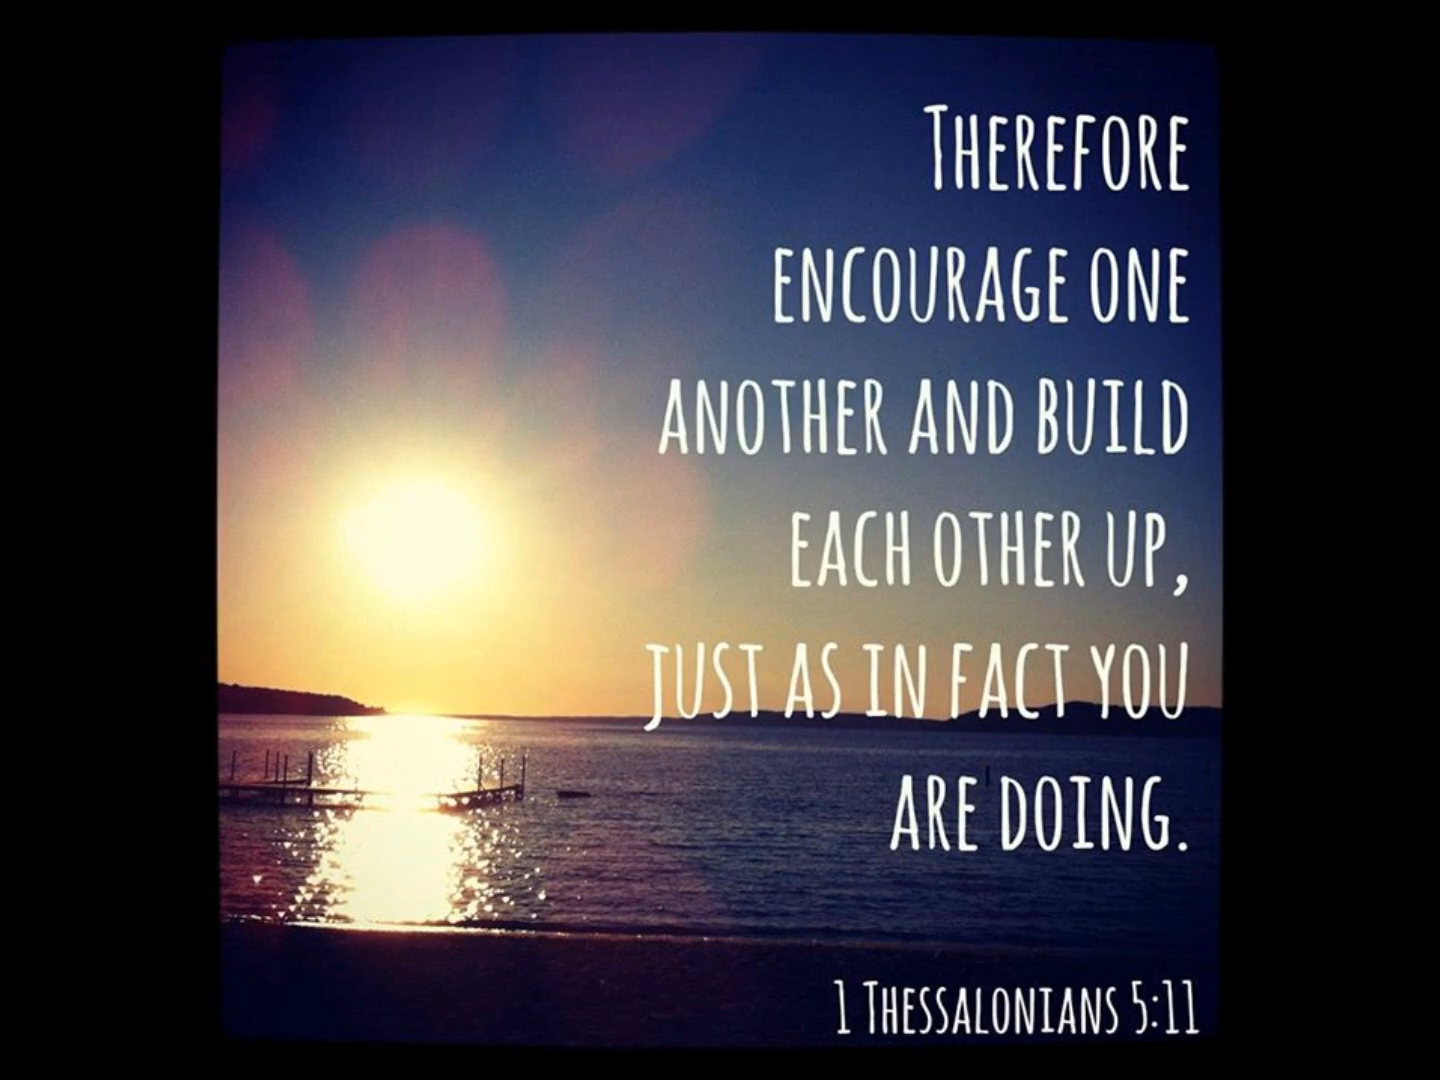 Therefore
encourage one
another and build
each other up,
just as in fact you
are doing.
1 Thessalonians 5:11